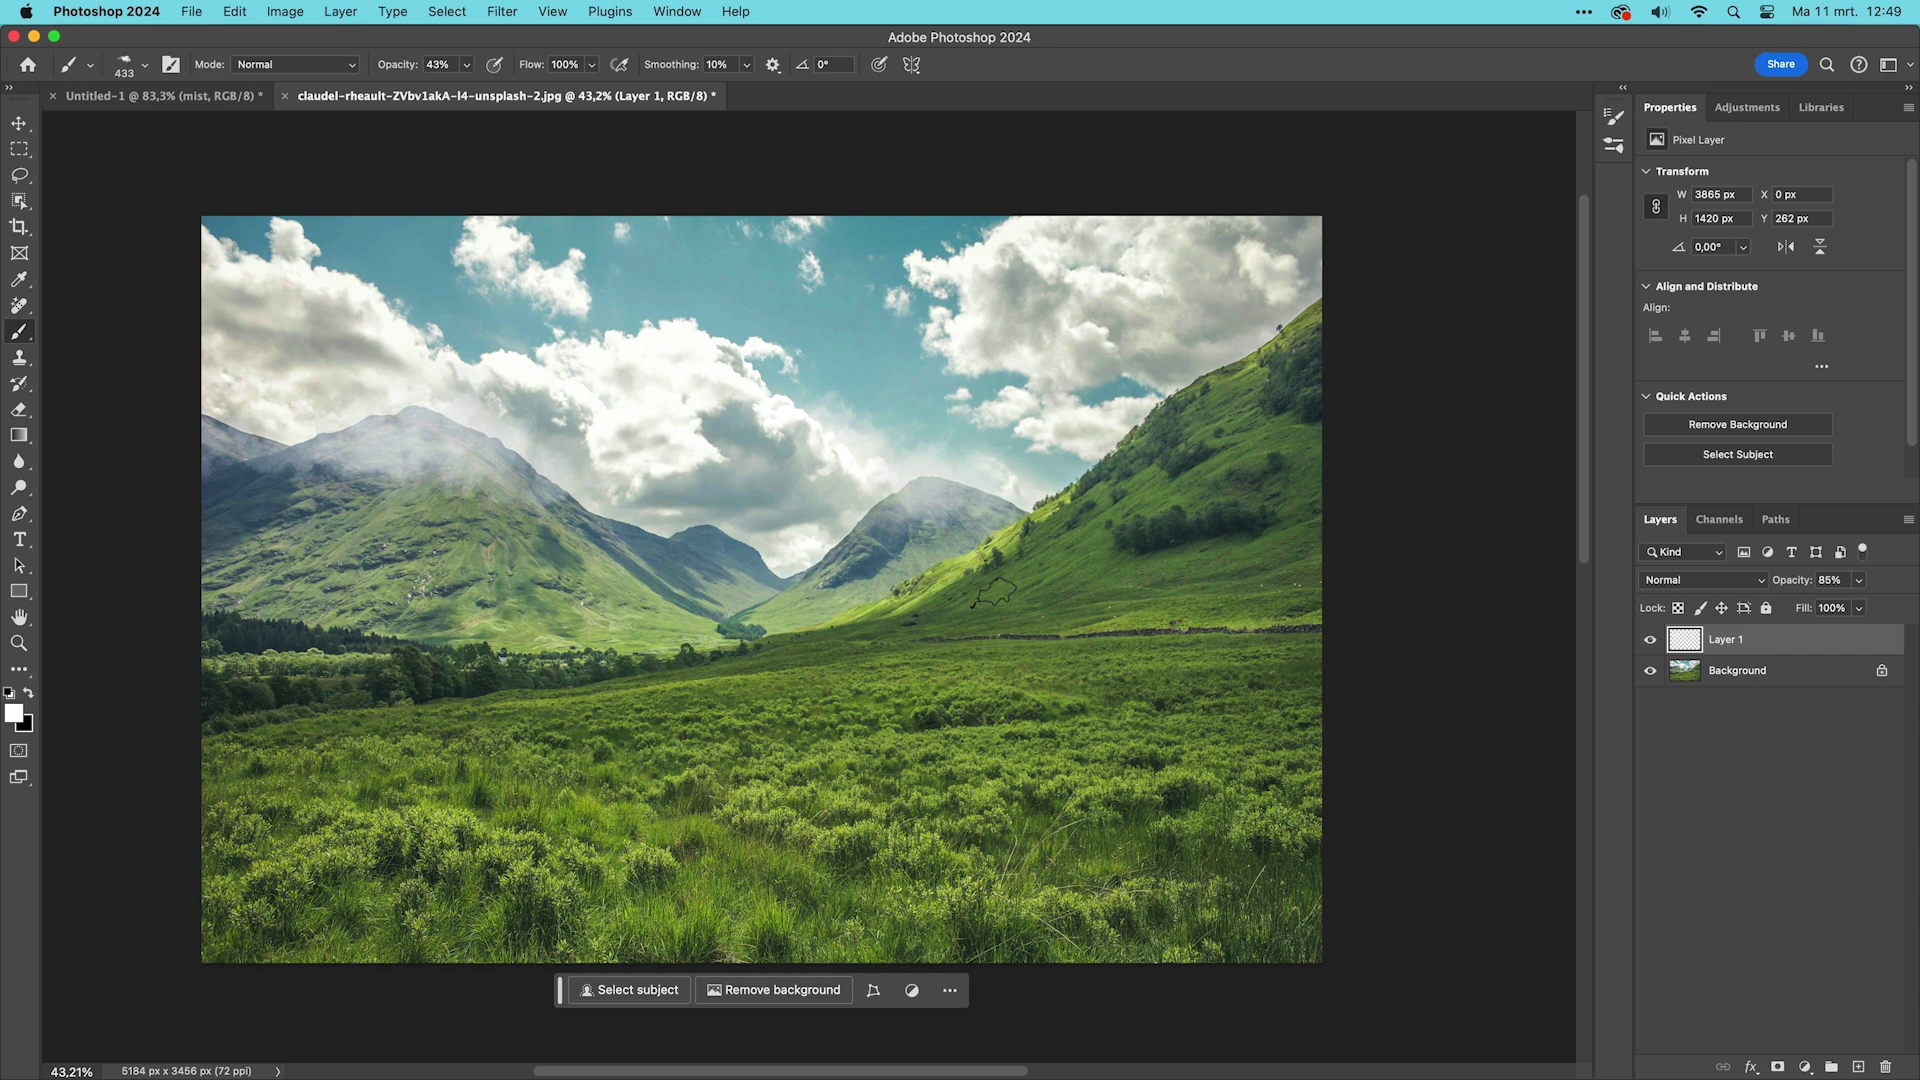 Photoshop 2024 File Edit Image Layer Type Select Filter View Plugins Window Help Ma 11 mrt. 12:49
Adobe Photoshop 2024
433 Mode: Normal Opacity: 43% Flow: 100% Smoothing: 10% 0° Share
Untitled-1 @ 83,3% (mist, RGB/8) * claudel-rheault-ZVbv1akA-l4-unsplash-2.jpg @ 43,2% (Layer 1, RGB/8) *
Properties Adjustments Libraries
Pixel Layer
Transform
W 3865 px X 0 px
H 1420 px Y 262 px
0,00°
Align and Distribute
Align:
Quick Actions
Remove Background
Select Subject
Layers Channels Paths
Kind
Normal Opacity: 85%
Lock: Fill: 100%
Layer 1
Background
Select subject Remove background
43,21% 5184 px x 3456 px (72 ppi)